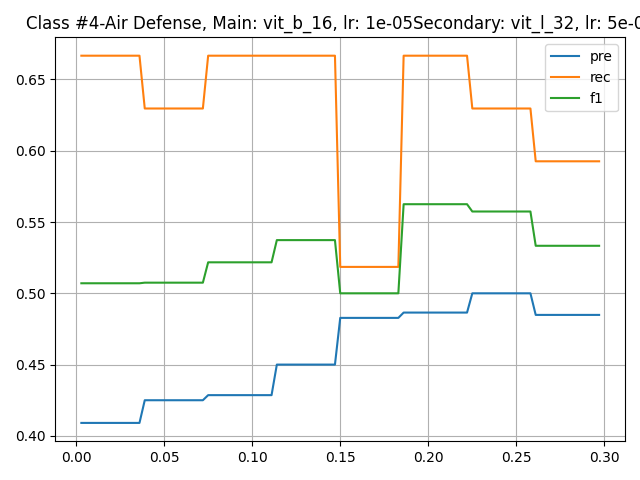 Class #4-Air Defense, Main: vit_b_16, lr: 1e-05Secondary: vit_l_32, lr: 5e-0
pre
rec
f1
0.65
0.60
0.55
0.50
0.45
0.40
0.00 0.05 0.10 0.15 0.20 0.25 0.30